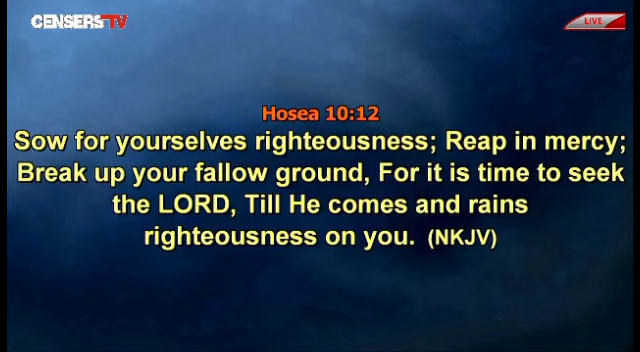 CENSERS TV
LIVE
Hosea 10:12
Sow for yourselves righteousness; Reap in mercy;
Break up your fallow ground, For it is time to seek
the LORD, Till He comes and rains
righteousness on you. (NKJV)